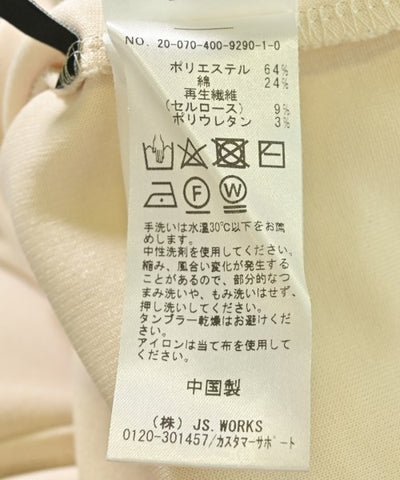 NO. 20-070-400-9290-1-0
ポリエステル 64%
綿 24%
再生繊維
(セルロース) 9%
ポリウレタン 3%
F W
手洗いは水温30℃以下をお薦
めします。
中性洗剤を使用してください。
縮み、風合い変化が発生する
ことがあるので、部分的なつ
まみ洗いや、もみ洗いはせず、
押し洗いしてください。
タンブラー乾燥はお避けくだ
さい。
アイロンは当て布を使用して
ください。
中国製
(株) JS.WORKS
0120-301457/カスタマーサポート